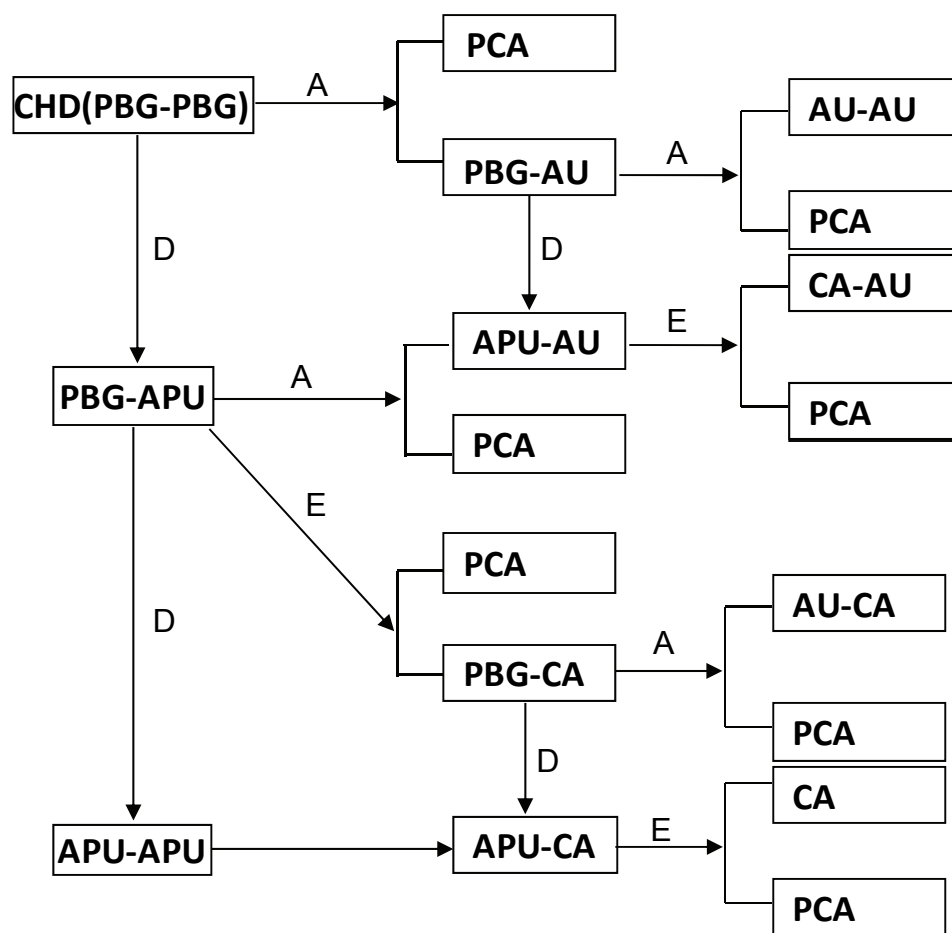 PCA
CHD(PBG-PBG)
A
AU-AU
PBG-AU
A
PCA
D
D
CA-AU
APU-AU
E
PBG-APU
A
PCA
PCA
E
PCA
D
AU-CA
A
PBG-CA
PCA
D
CA
APU-APU
APU-CA
E
PCA